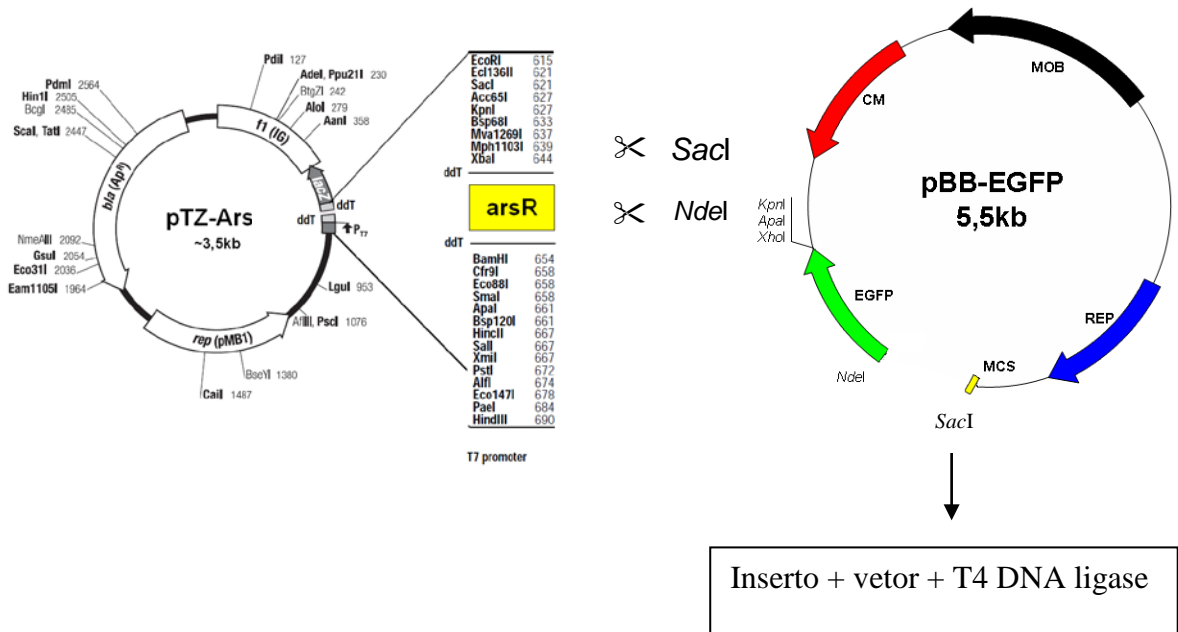 PdiI 127
AdeI, Ppu21I 230
BtgZI 242
AloI 279
AanI 358
PdmI 2564
Hin1I 2505
BcgI 2485
ScaI, TatI 2447
f1 (IG)
bla (ApR)
lacZ
ddT
ddT
PT7
pTZ-Ars
~3,5kb
NmeAIII 2092
GsuI 2054
Eco31I 2036
Eam1105I 1964
LguI 953
AflIII, PscI 1076
rep (pMB1)
BseYI 1380
CaiI 1487
EcoRI 615
Ecl136II 621
SacI 621
Acc65I 627
KpnI 627
Bsp68I 633
Mva1269I 637
Mph1103I 639
XbaI 644
ddT
arsR
ddT
BamHI 654
Cfr9I 658
Eco88I 658
SmaI 658
ApaI 661
Bsp120I 661
HincII 667
SalI 667
XmiI 667
PstI 672
AlfI 674
Eco147I 678
PaeI 684
HindIII 690
T7 promoter
SacI
NdeI
MOB
CM
pBB-EGFP
5,5kb
KpnI
ApaI
XhoI
EGFP
REP
NdeI
MCS
SacI
Inserto + vetor + T4 DNA ligase